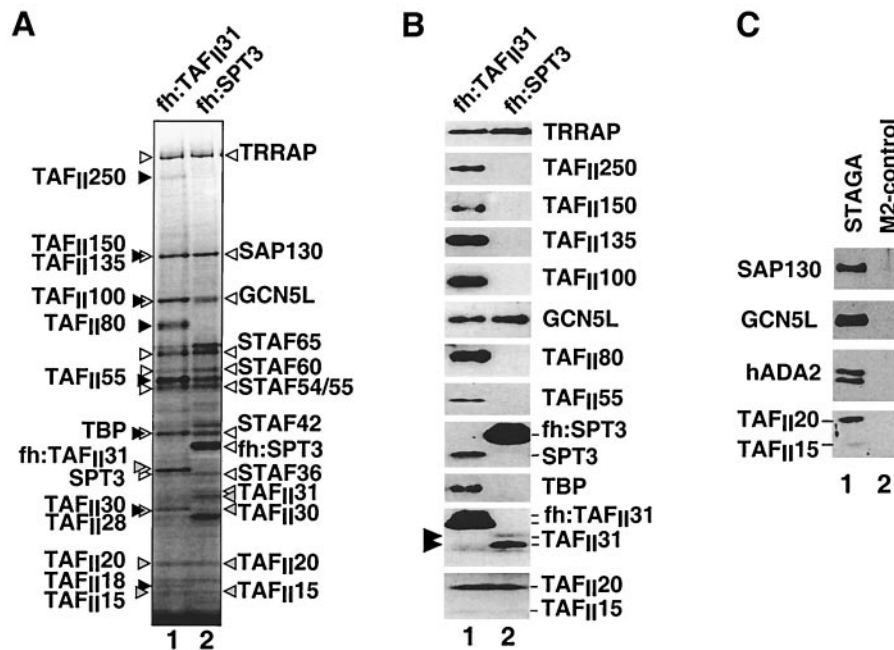 A
fh:TAFII31
fh:SPT3
TAFII250
TAFII150
TAFII135
TAFII100
TAFII80
TAFII55
TBP
fh:TAFII31
SPT3
TAFII30
TAFII28
TAFII20
TAFII18
TAFII15
TRRAP
SAP130
GCN5L
STAF65
STAF60
STAF54/55
STAF42
fh:SPT3
STAF36
TAFII31
TAFII30
TAFII20
TAFII15
1 2
B
fh:TAFII31
fh:SPT3
TRRAP
TAFII250
TAFII150
TAFII135
TAFII100
GCN5L
TAFII80
TAFII55
fh:SPT3
SPT3
TBP
fh:TAFII31
TAFII31
TAFII20
TAFII15
1 2
C
STAGA
M2-control
SAP130
GCN5L
hADA2
TAFII20
TAFII15
1 2